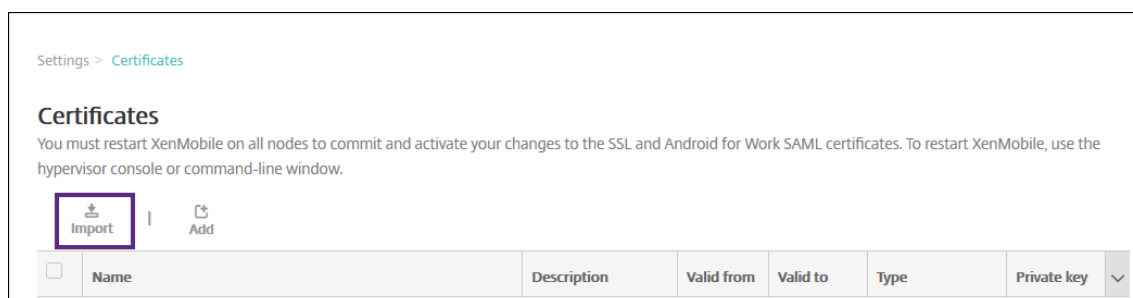 Settings > Certificates
Certificates
You must restart XenMobile on all nodes to commit and activate your changes to the SSL and Android for Work SAML certificates. To restart XenMobile, use the
hypervisor console or command-line window.
Import | Add
Name Description Valid from Valid to Type Private key